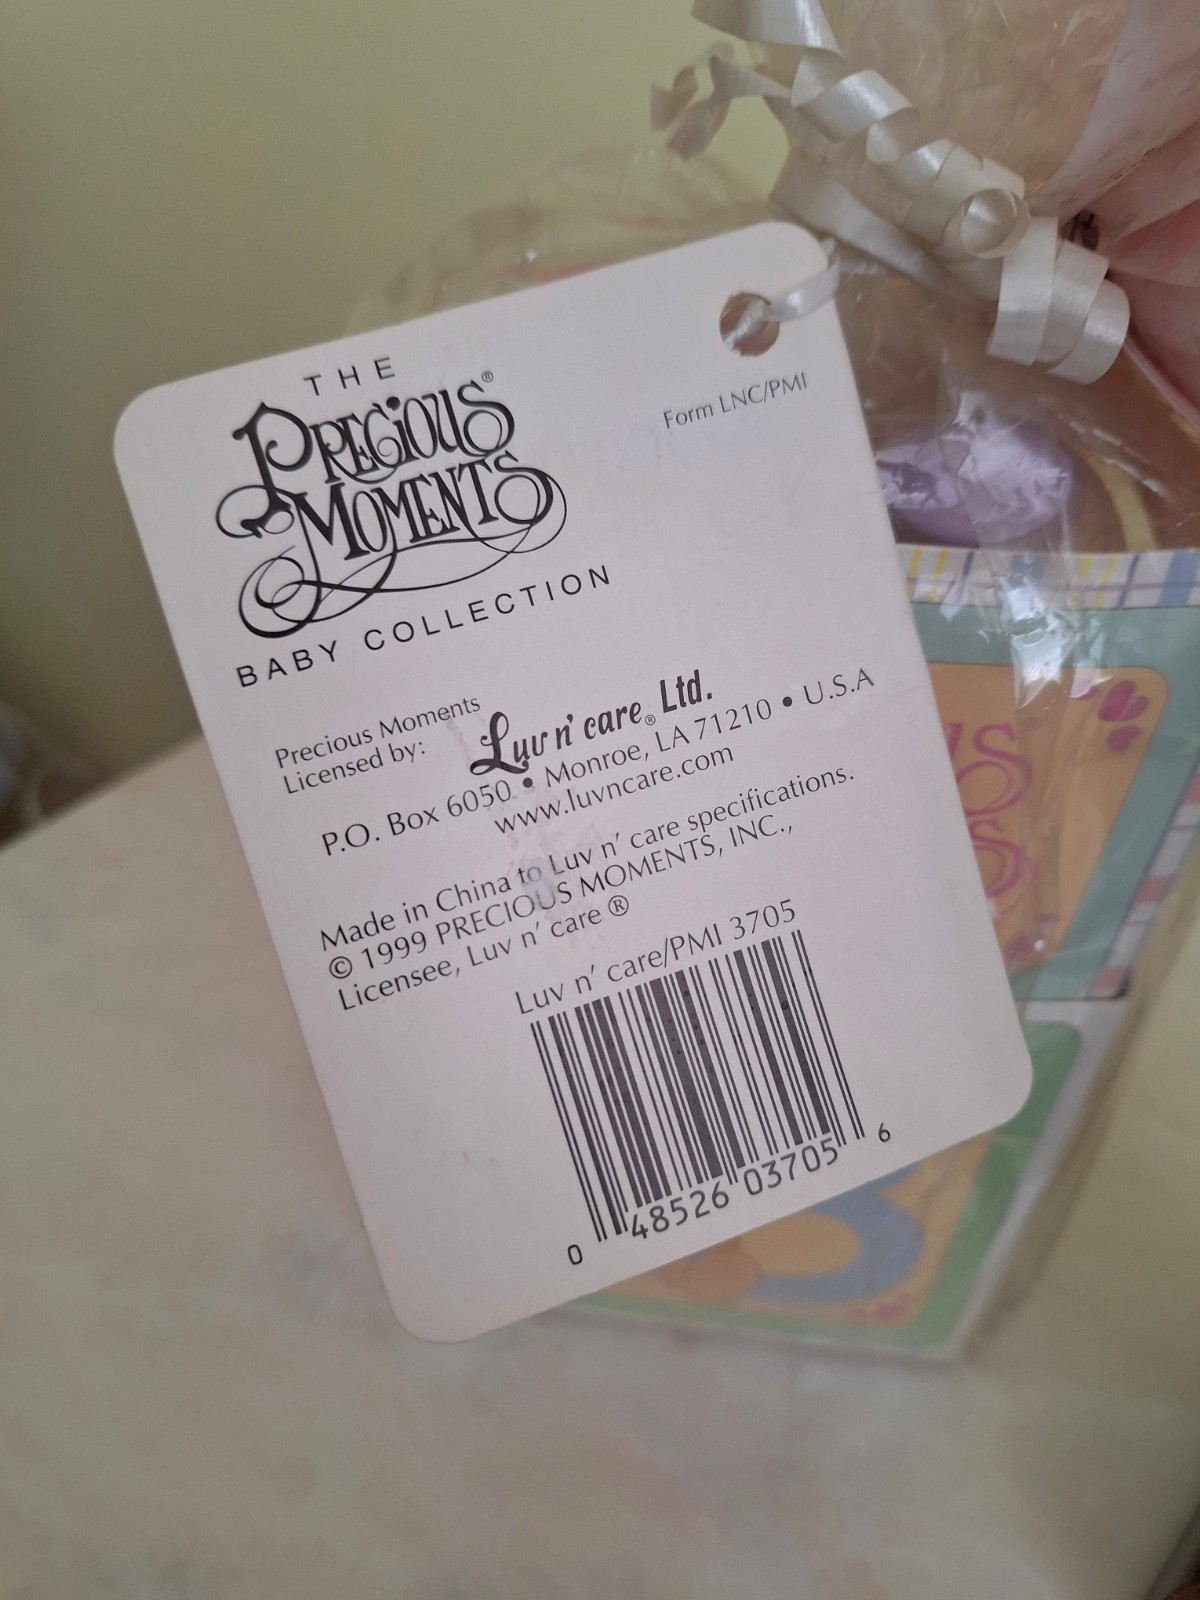 THE
PRECIOUS®
MOMENTS
BABY COLLECTION
Form LNC/PMI
Precious Moments
Licensed by:
Luv n' care® Ltd.
P.O. Box 6050 • Monroe, LA 71210 • U.S.A
www.luvncare.com
Made in China to Luv n' care specifications.
© 1999 PRECIOUS MOMENTS, INC.,
Licensee, Luv n' care ®
Luv n' care/PMI 3705
0 48526 03705 6